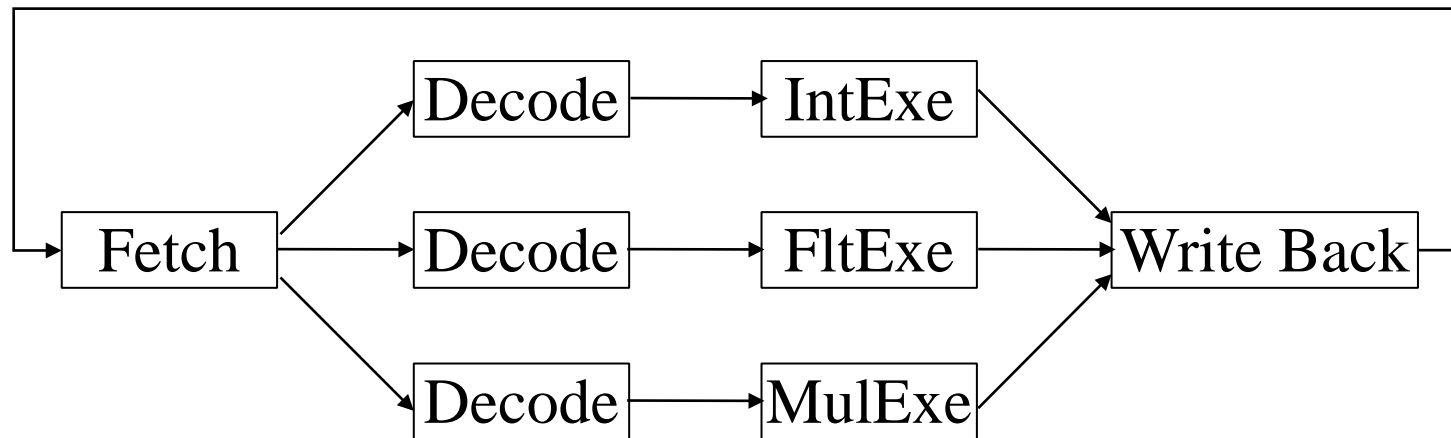 Decode
IntExe
Fetch
Decode
FltExe
Write Back
Decode
MulExe